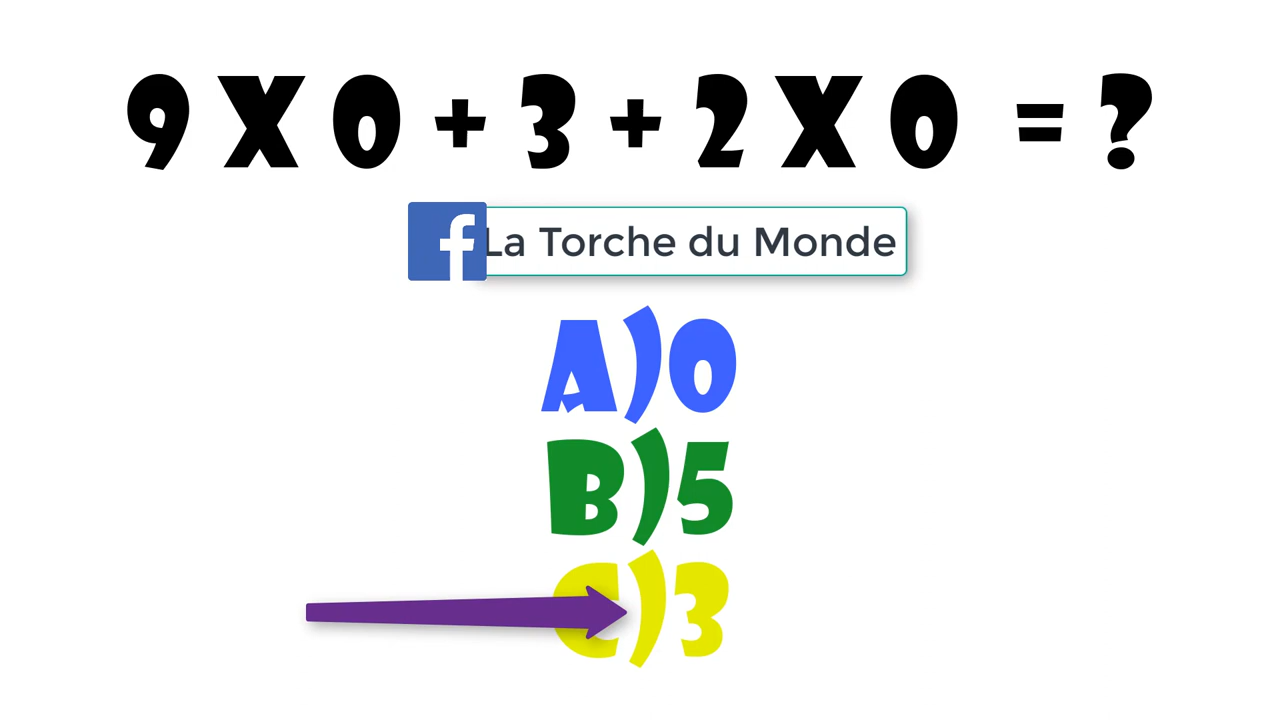 9 X 0 + 3 + 2 X 0 = ?
La Torche du Monde
A)0
B)5
C)3